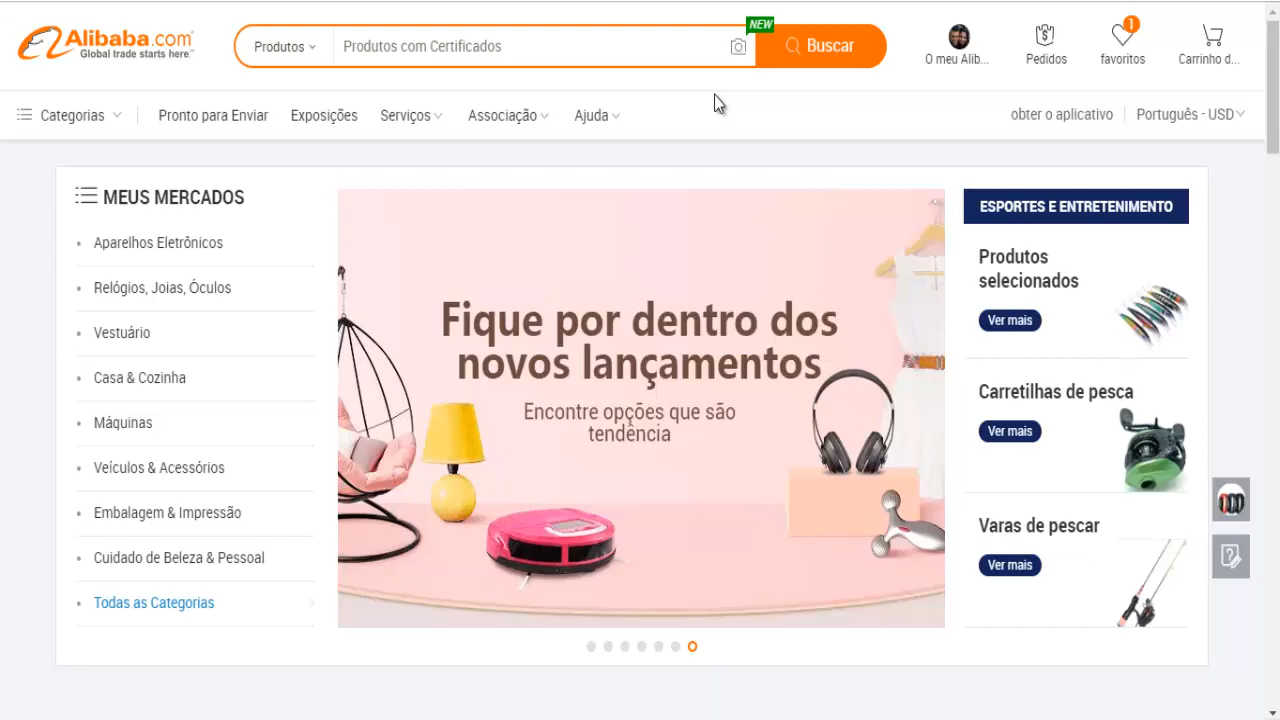 Alibaba.com
Global trade starts here.
Produtos
Produtos com Certificados
NEW
Buscar
O meu Alib...
Pedidos
1
favoritos
Carrinho d...
Categorias
Pronto para Enviar
Exposições
Serviços
Associação
Ajuda
obter o aplicativo
Português - USD
MEUS MERCADOS
Aparelhos Eletrônicos
Relógios, Joias, Óculos
Vestuário
Casa & Cozinha
Máquinas
Veículos & Acessórios
Embalagem & Impressão
Cuidado de Beleza & Pessoal
Todas as Categorias
Fique por dentro dos
novos lançamentos
Encontre opções que são
tendência
ESPORTES E ENTRETENIMENTO
Produtos
selecionados
Ver mais
Carretilhas de pesca
Ver mais
Varas de pescar
Ver mais